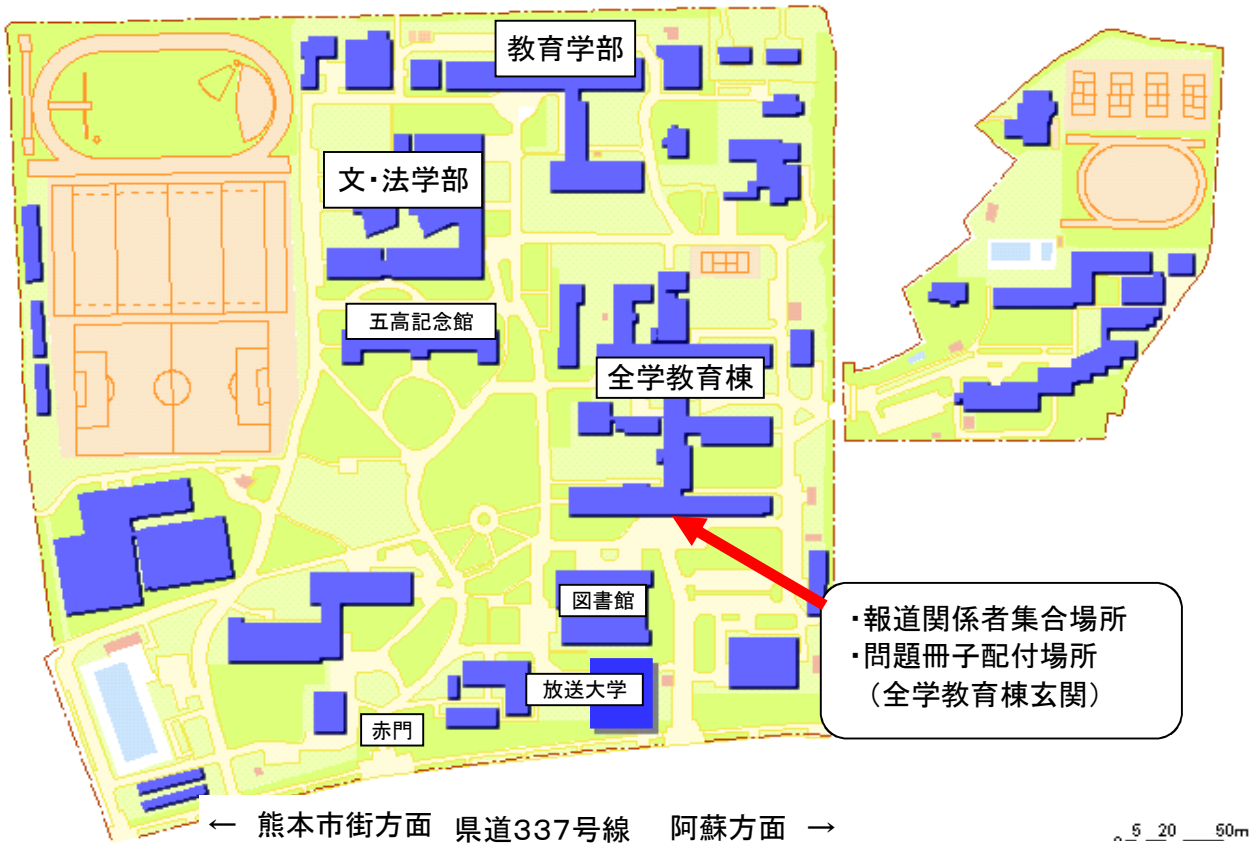 教育学部
文・法学部
五高記念館
全学教育棟
図書館
・報道関係者集合場所
・問題冊子配付場所
（全学教育棟玄関）
放送大学
赤門
← 熊本市街方面 県道337号線 阿蘇方面 →
0 5 20 50m